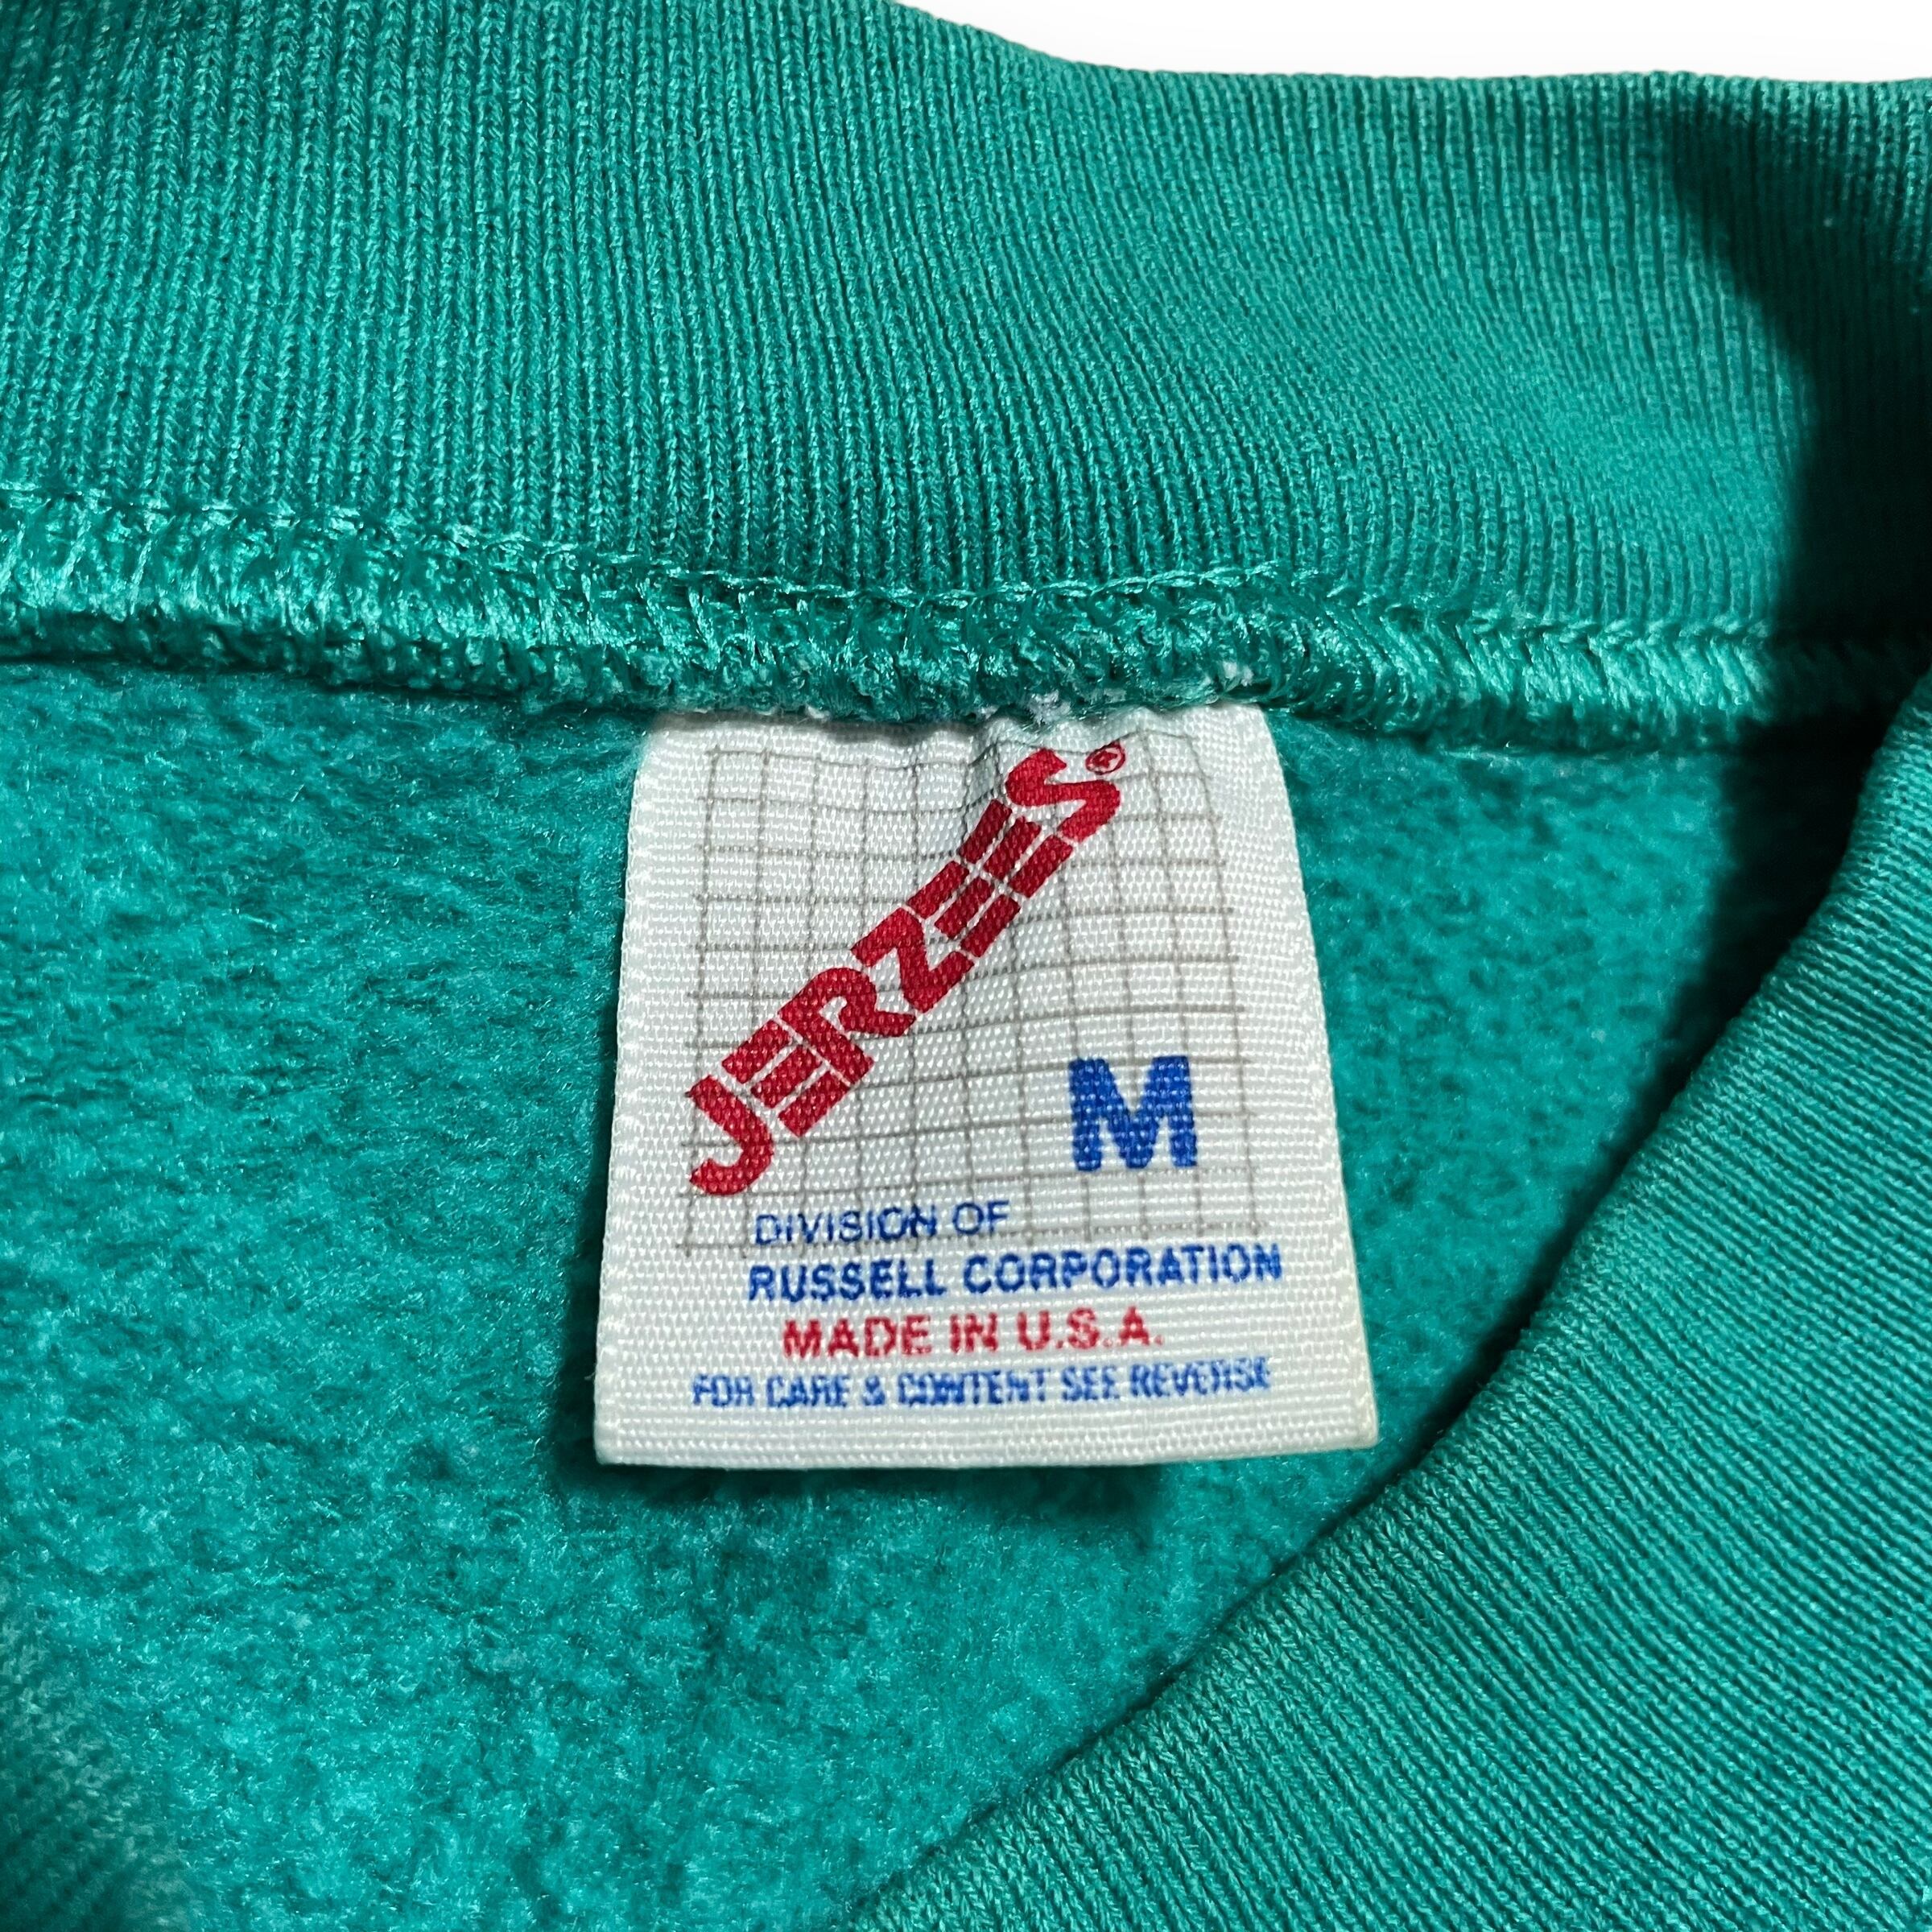 JERZEES®
M
DIVISION OF
RUSSELL CORPORATION
MADE IN U.S.A.
FOR CARE & CONTENT SEE REVERSE